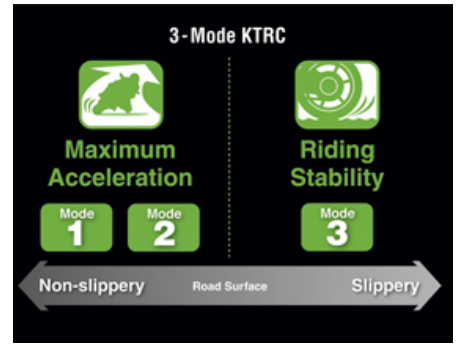 3-Mode KTRC
Maximum
Acceleration
Riding
Stability
Mode
1
Mode
2
Mode
3
Non-slippery
Road Surface
Slippery